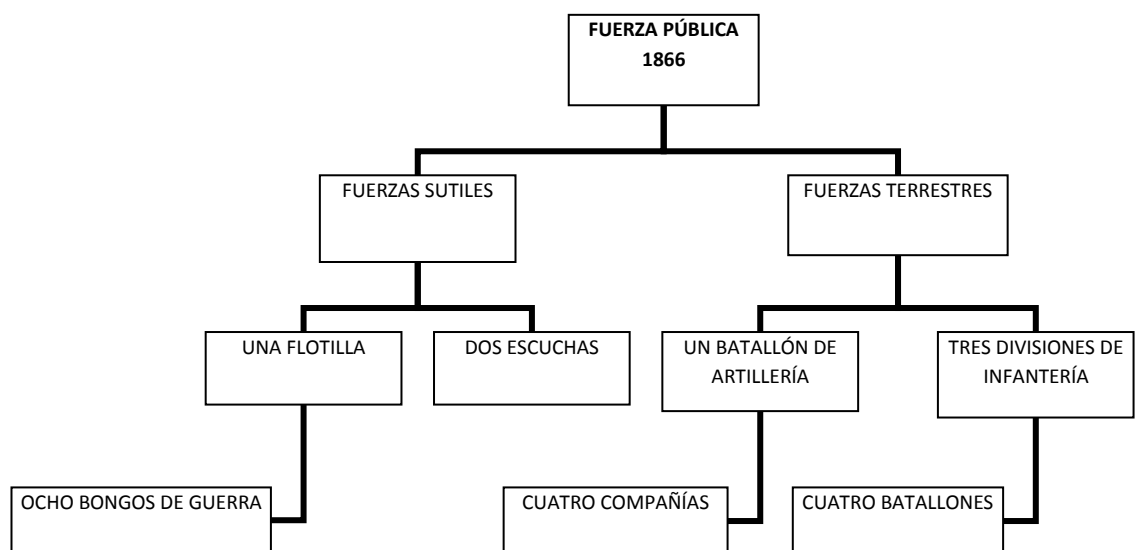 FUERZA PÚBLICA
1866
FUERZAS SUTILES
FUERZAS TERRESTRES
UNA FLOTILLA
DOS ESCUCHAS
UN BATALLÓN DE
ARTILLERÍA
TRES DIVISIONES DE
INFANTERÍA
OCHO BONGOS DE GUERRA
CUATRO COMPAÑÍAS
CUATRO BATALLONES